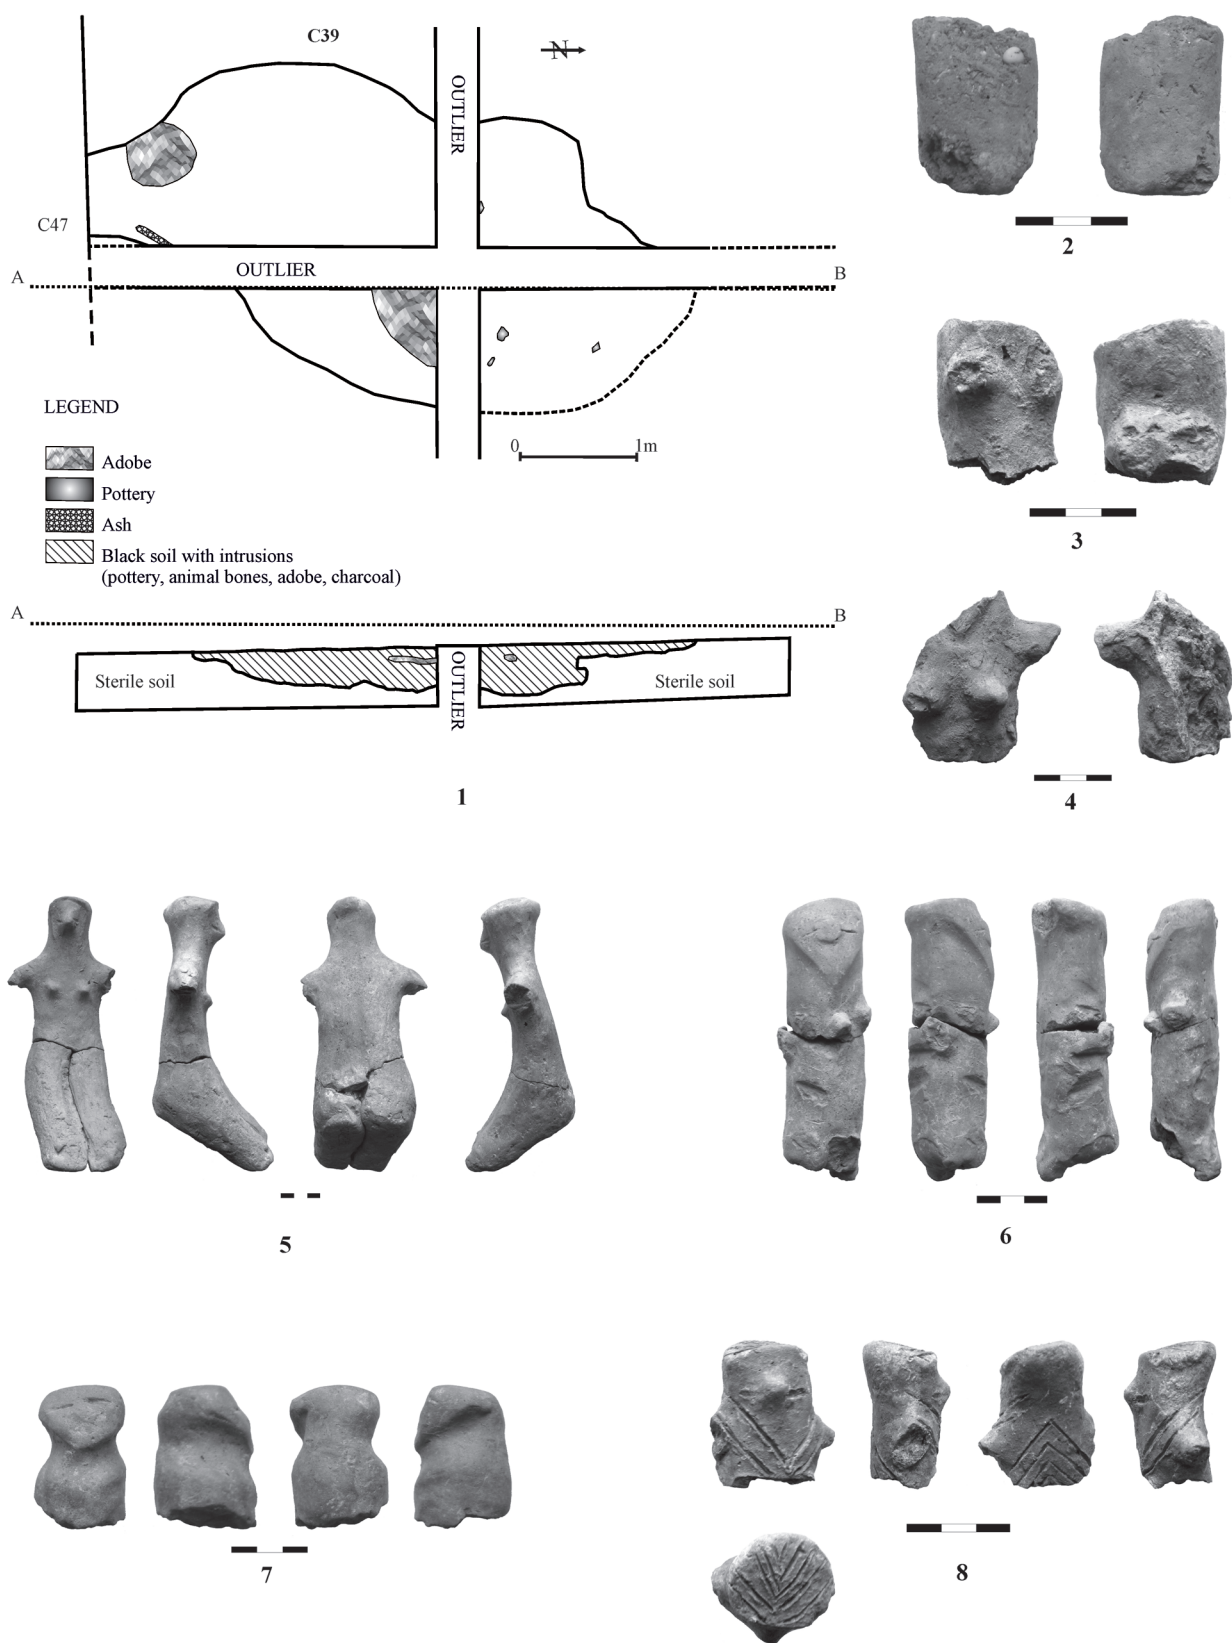 C39
N
OUTLIER
C47
OUTLIER
A
B
LEGEND
0
1m
Adobe
Pottery
Ash
Black soil with intrusions
(pottery, animal bones, adobe, charcoal)
A
B
Sterile soil
OUTLIER
Sterile soil
1
2
3
4
5
6
7
8